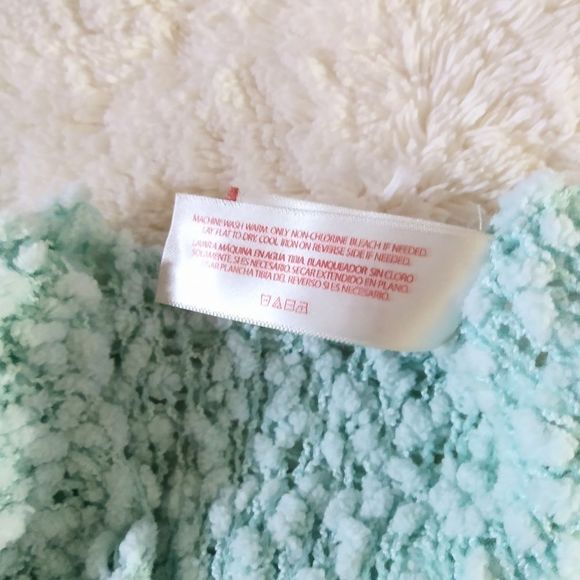 MACHINE WASH WARM. ONLY NON-CHLORINE BLEACH IF NEEDED.
LAY FLAT TO DRY. COOL IRON ON REVERSE SIDE IF NEEDED.
LAVAR A MÁQUINA EN AGUA TIBIA. BLANQUEADOR SIN CLORO
SOLAMENTE, SI ES NECESARIO. SECAR EXTENDIDO EN PLANO.
USAR PLANCHA TIBIA DEL REVERSO SI ES NECESARIO.